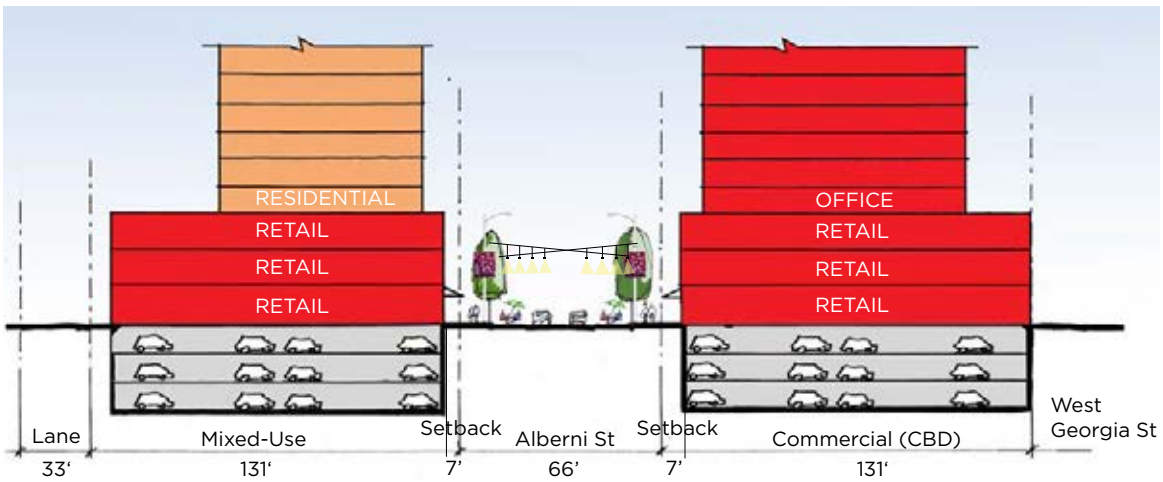 RESIDENTIAL
OFFICE
RETAIL
RETAIL
RETAIL
RETAIL
RETAIL
RETAIL
Lane
Mixed-Use
Setback
Alberni St
Setback
Commercial (CBD)
West
Georgia St
33‘
131‘
7’
66’
7’
131‘